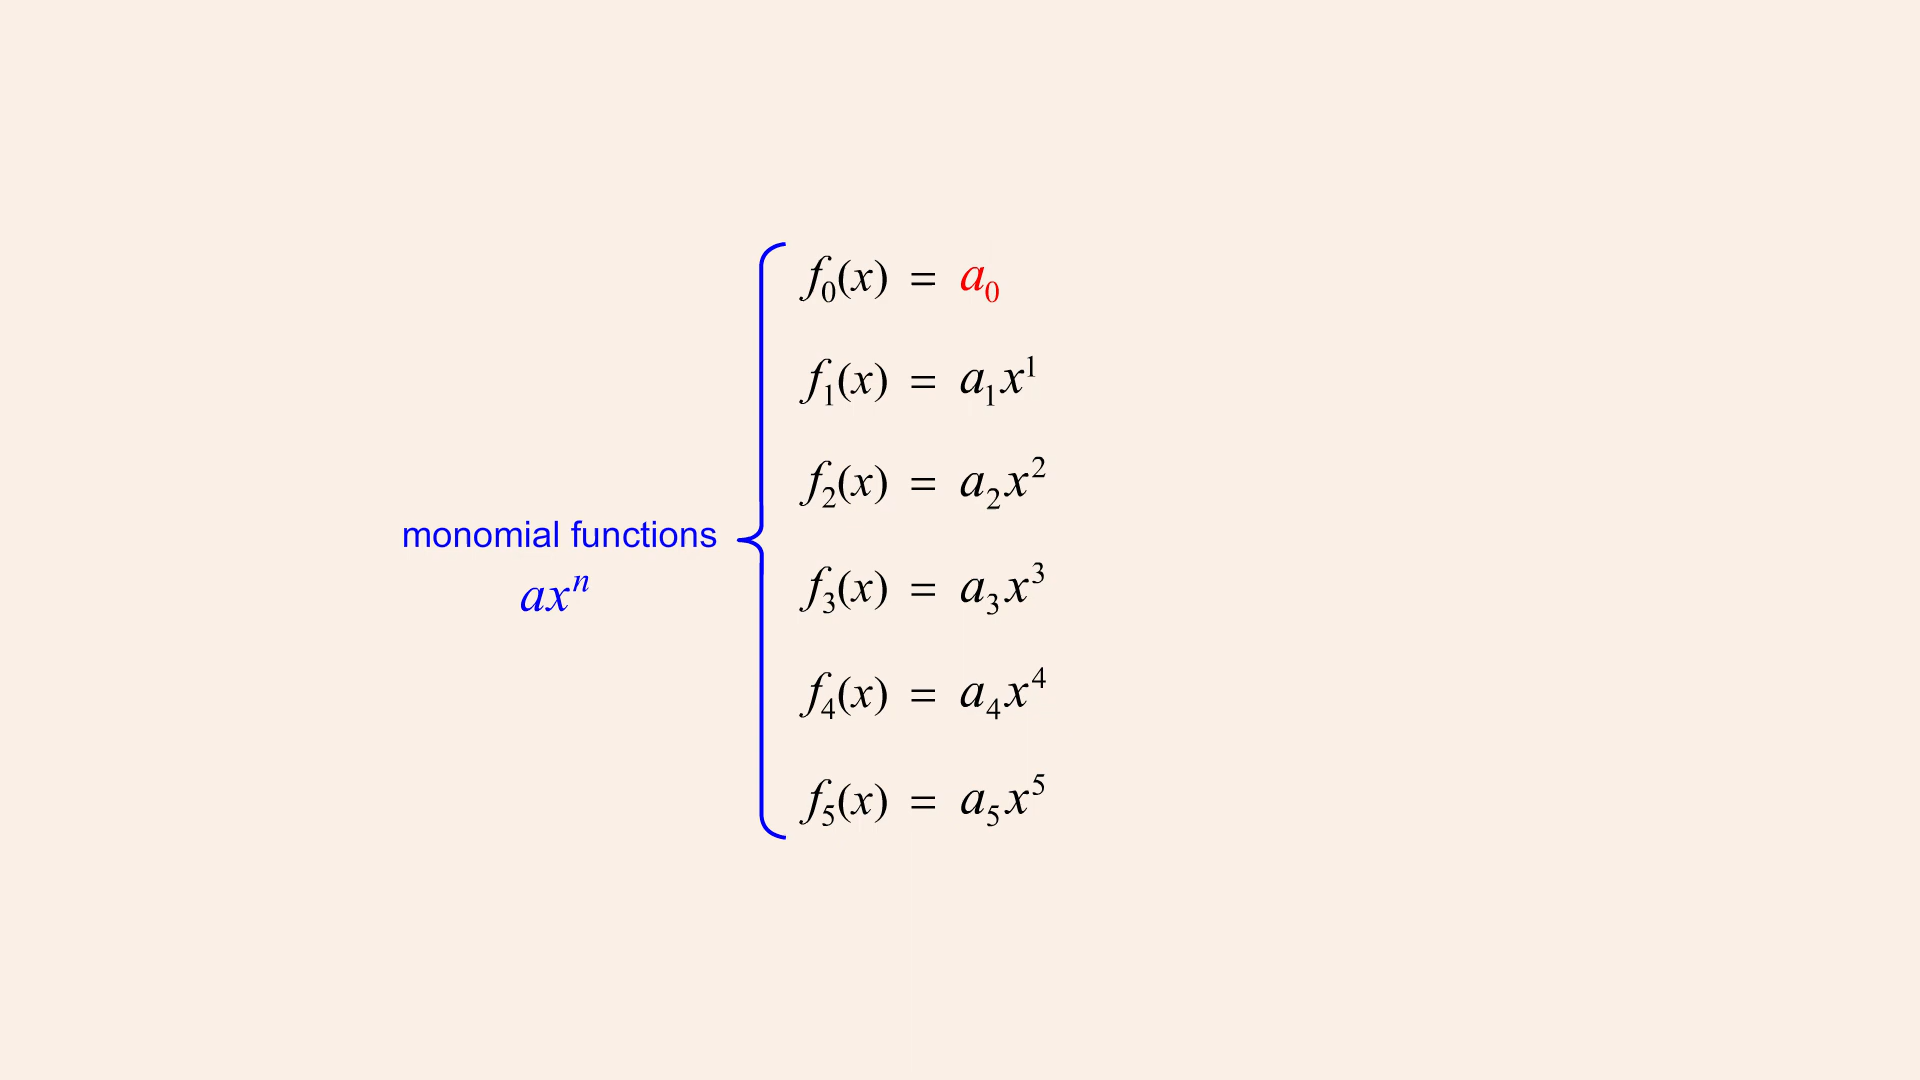 f₀(x) = a₀
f₁(x) = a₁x¹
f₂(x) = a₂x²
monomial functions
axⁿ
f₃(x) = a₃x³
f₄(x) = a₄x⁴
f₅(x) = a₅x⁵